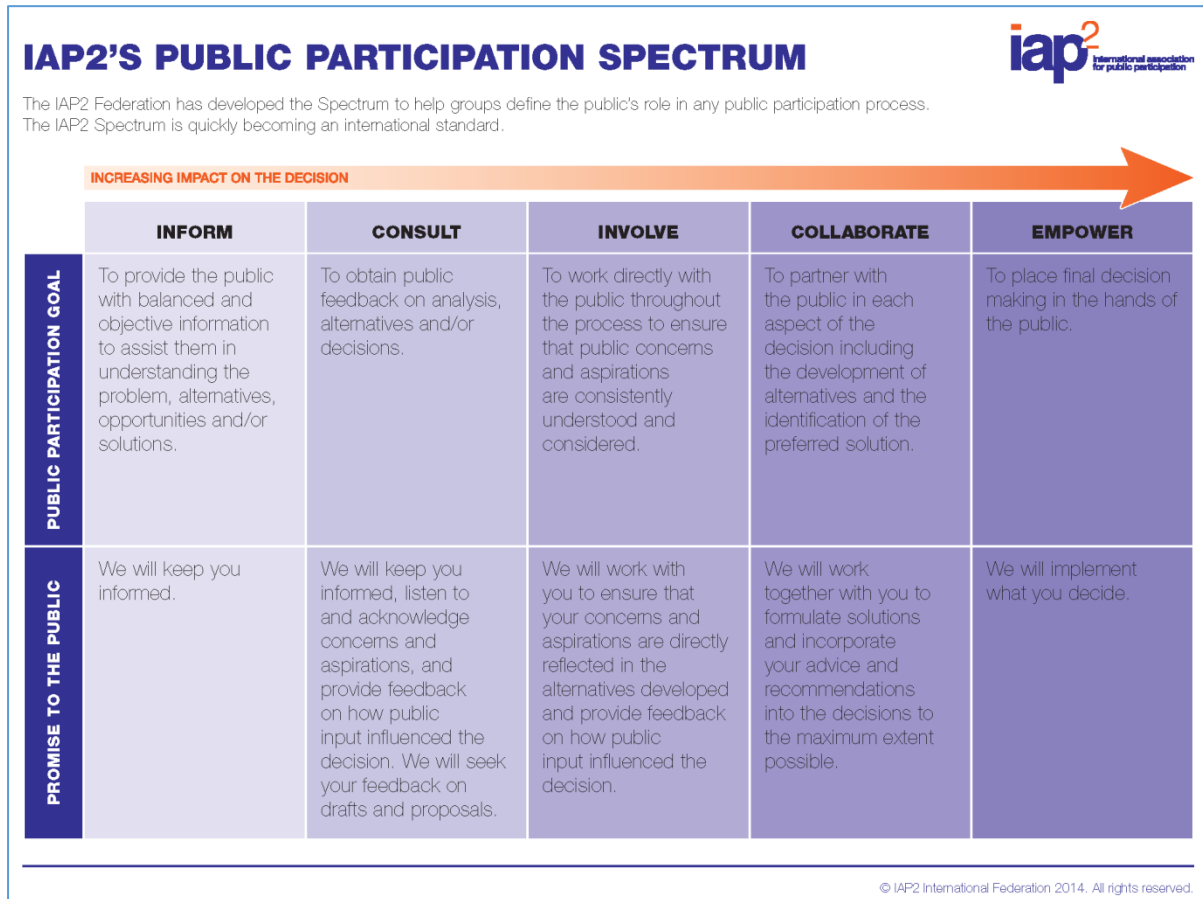 IAP2'S PUBLIC PARTICIPATION SPECTRUM
iap2
international association
for public participation
The IAP2 Federation has developed the Spectrum to help groups define the public's role in any public participation process.
The IAP2 Spectrum is quickly becoming an international standard.
INCREASING IMPACT ON THE DECISION
INFORM
CONSULT
INVOLVE
COLLABORATE
EMPOWER
PUBLIC PARTICIPATION GOAL
To provide the public
with balanced and
objective information
to assist them in
understanding the
problem, alternatives,
opportunities and/or
solutions.
To obtain public
feedback on analysis,
alternatives and/or
decisions.
To work directly with
the public throughout
the process to ensure
that public concerns
and aspirations
are consistently
understood and
considered.
To partner with
the public in each
aspect of the
decision including
the development of
alternatives and the
identification of the
preferred solution.
To place final decision
making in the hands of
the public.
PROMISE TO THE PUBLIC
We will keep you
informed.
We will keep you
informed, listen to
and acknowledge
concerns and
aspirations, and
provide feedback
on how public
input influenced the
decision. We will seek
your feedback on
drafts and proposals.
We will work with
you to ensure that
your concerns and
aspirations are directly
reflected in the
alternatives developed
and provide feedback
on how public
input influenced the
decision.
We will work
together with you to
formulate solutions
and incorporate
your advice and
recommendations
into the decisions to
the maximum extent
possible.
We will implement
what you decide.
© IAP2 International Federation 2014. All rights reserved.